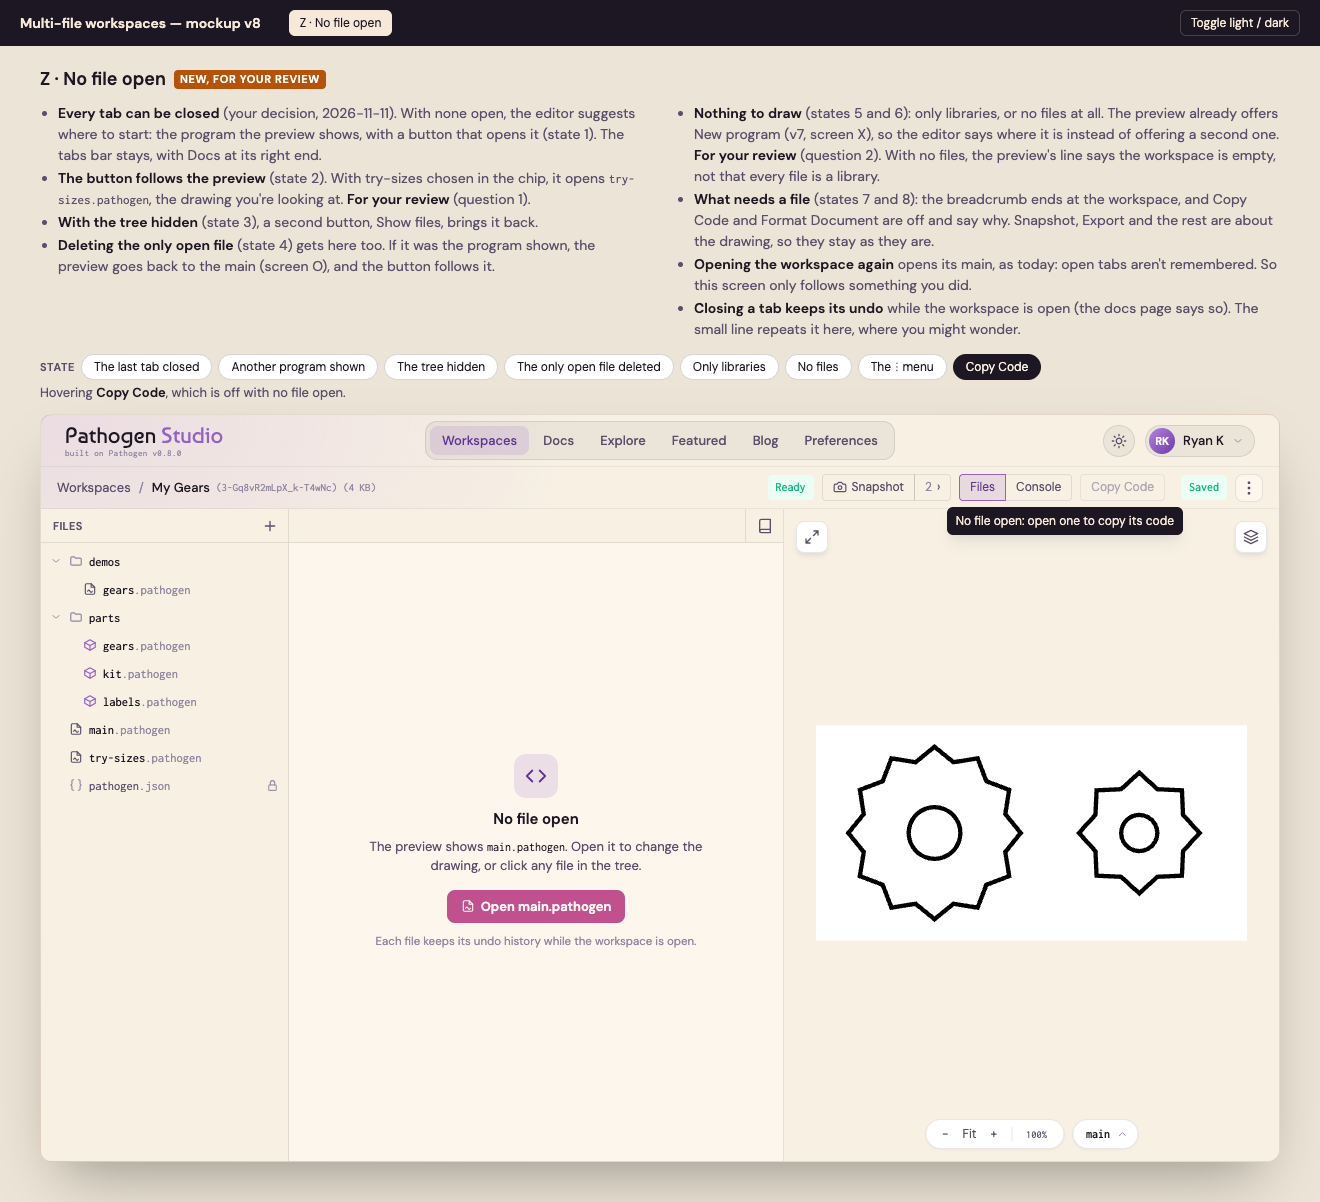 Multi-file workspaces — mockup v8
Z · No file open
Toggle light / dark
Z · No file open
NEW, FOR YOUR REVIEW
Every tab can be closed (your decision, 2026-11-11). With none open, the editor suggests
where to start: the program the preview shows, with a button that opens it (state 1). The
tabs bar stays, with Docs at its right end.
The button follows the preview (state 2). With try-sizes chosen in the chip, it opens try-
sizes.pathogen, the drawing you're looking at. For your review (question 1).
With the tree hidden (state 3), a second button, Show files, brings it back.
Deleting the only open file (state 4) gets here too. If it was the program shown, the
preview goes back to the main (screen O), and the button follows it.
Nothing to draw (states 5 and 6): only libraries, or no files at all. The preview already offers
New program (v7, screen X), so the editor says where it is instead of offering a second one.
For your review (question 2). With no files, the preview's line says the workspace is empty,
not that every file is a library.
What needs a file (states 7 and 8): the breadcrumb ends at the workspace, and Copy
Code and Format Document are off and say why. Snapshot, Export and the rest are about
the drawing, so they stay as they are.
Opening the workspace again opens its main, as today: open tabs aren't remembered. So
this screen only follows something you did.
Closing a tab keeps its undo while the workspace is open (the docs page says so). The
small line repeats it here, where you might wonder.
STATE
The last tab closed
Another program shown
The tree hidden
The only open file deleted
Only libraries
No files
The ⋮ menu
Copy Code
Hovering Copy Code, which is off with no file open.
Pathogen Studio
built on Pathogen v0.8.0
Workspaces
Docs
Explore
Featured
Blog
Preferences
RK
Ryan K
Workspaces / My Gears (3-Gq8vR2mLpX_k-T4wNc) (4 KB)
Ready
Snapshot
2 ›
Files
Console
Copy Code
Saved
No file open: open one to copy its code
FILES
demos
gears.pathogen
parts
gears.pathogen
kit.pathogen
labels.pathogen
main.pathogen
try-sizes.pathogen
{} pathogen.json
No file open
The preview shows main.pathogen. Open it to change the
drawing, or click any file in the tree.
Open main.pathogen
Each file keeps its undo history while the workspace is open.
− Fit + 100%
main